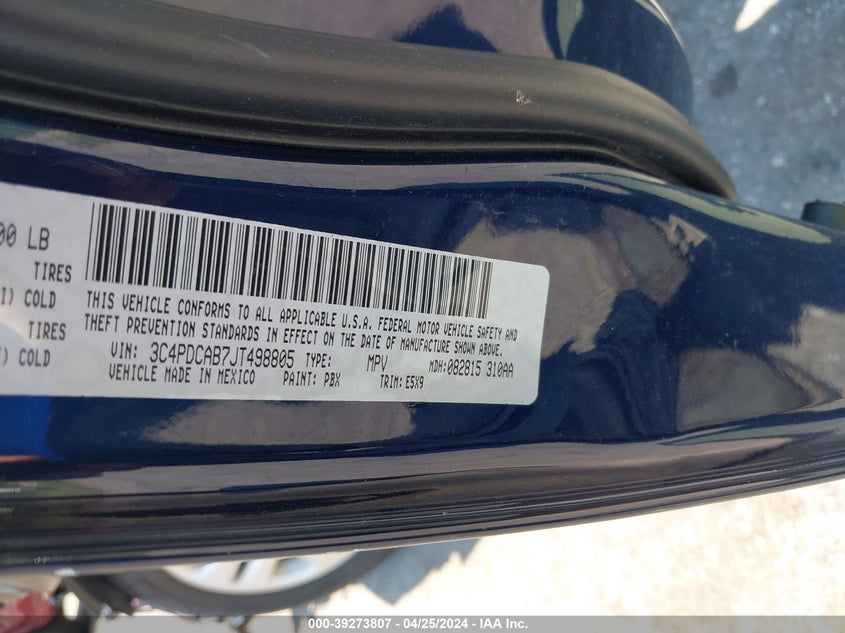 00 LB
TIRES
I) COLD
TIRES
) COLD
THIS VEHICLE CONFORMS TO ALL APPLICABLE U.S.A. FEDERAL MOTOR VEHICLE SAFETY AND
THEFT PREVENTION STANDARDS IN EFFECT ON THE DATE OF MANUFACTURE SHOWN ABOVE.
VIN: 3C4PDCAB7JT498805 TYPE: MPV MDH:082815 310AA
VEHICLE MADE IN MEXICO PAINT: PBX TRIM: E5X9
000-39273807 - 04/25/2024 - IAA Inc.